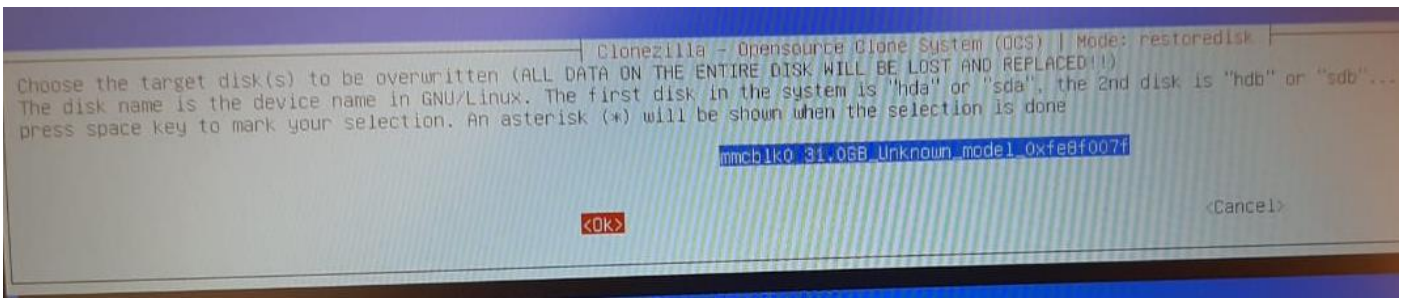 Clonezilla - Opensource Clone System (OCS) | Mode: restoredisk
Choose the target disk(s) to be overwritten (ALL DATA ON THE ENTIRE DISK WILL BE LOST AND REPLACED!!)
The disk name is the device name in GNU/Linux. The first disk in the system is "hda" or "sda", the 2nd disk is "hdb" or "sdb"...
press space key to mark your selection. An asterisk (*) will be shown when the selection is done
mmcblk0 31.0GB_Unknown_model_0xfe8f007f
<Ok> <Cancel>